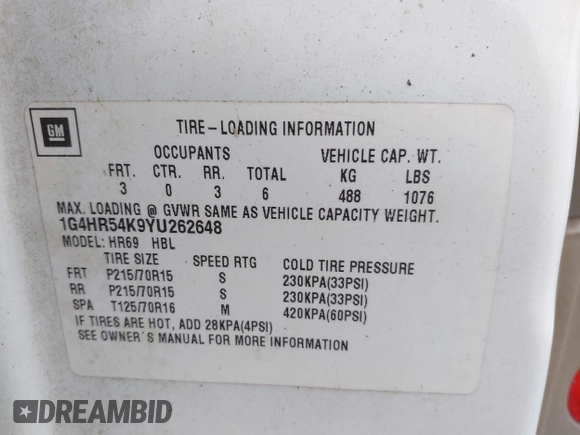 GM
TIRE-LOADING INFORMATION
OCCUPANTS VEHICLE CAP. WT.
FRT. CTR. RR. TOTAL KG LBS
3 0 3 6 488 1076
MAX. LOADING @ GVWR SAME AS VEHICLE CAPACITY WEIGHT.
1G4HR54K9YU262648
MODEL: HR69 HBL
TIRE SIZE SPEED RTG COLD TIRE PRESSURE
FRT P215/70R15 S 230KPA(33PSI)
RR P215/70R15 S 230KPA(33PSI)
SPA T125/70R16 M 420KPA(60PSI)
IF TIRES ARE HOT, ADD 28KPA(4PSI)
SEE OWNER'S MANUAL FOR MORE INFORMATION
DREAMBID